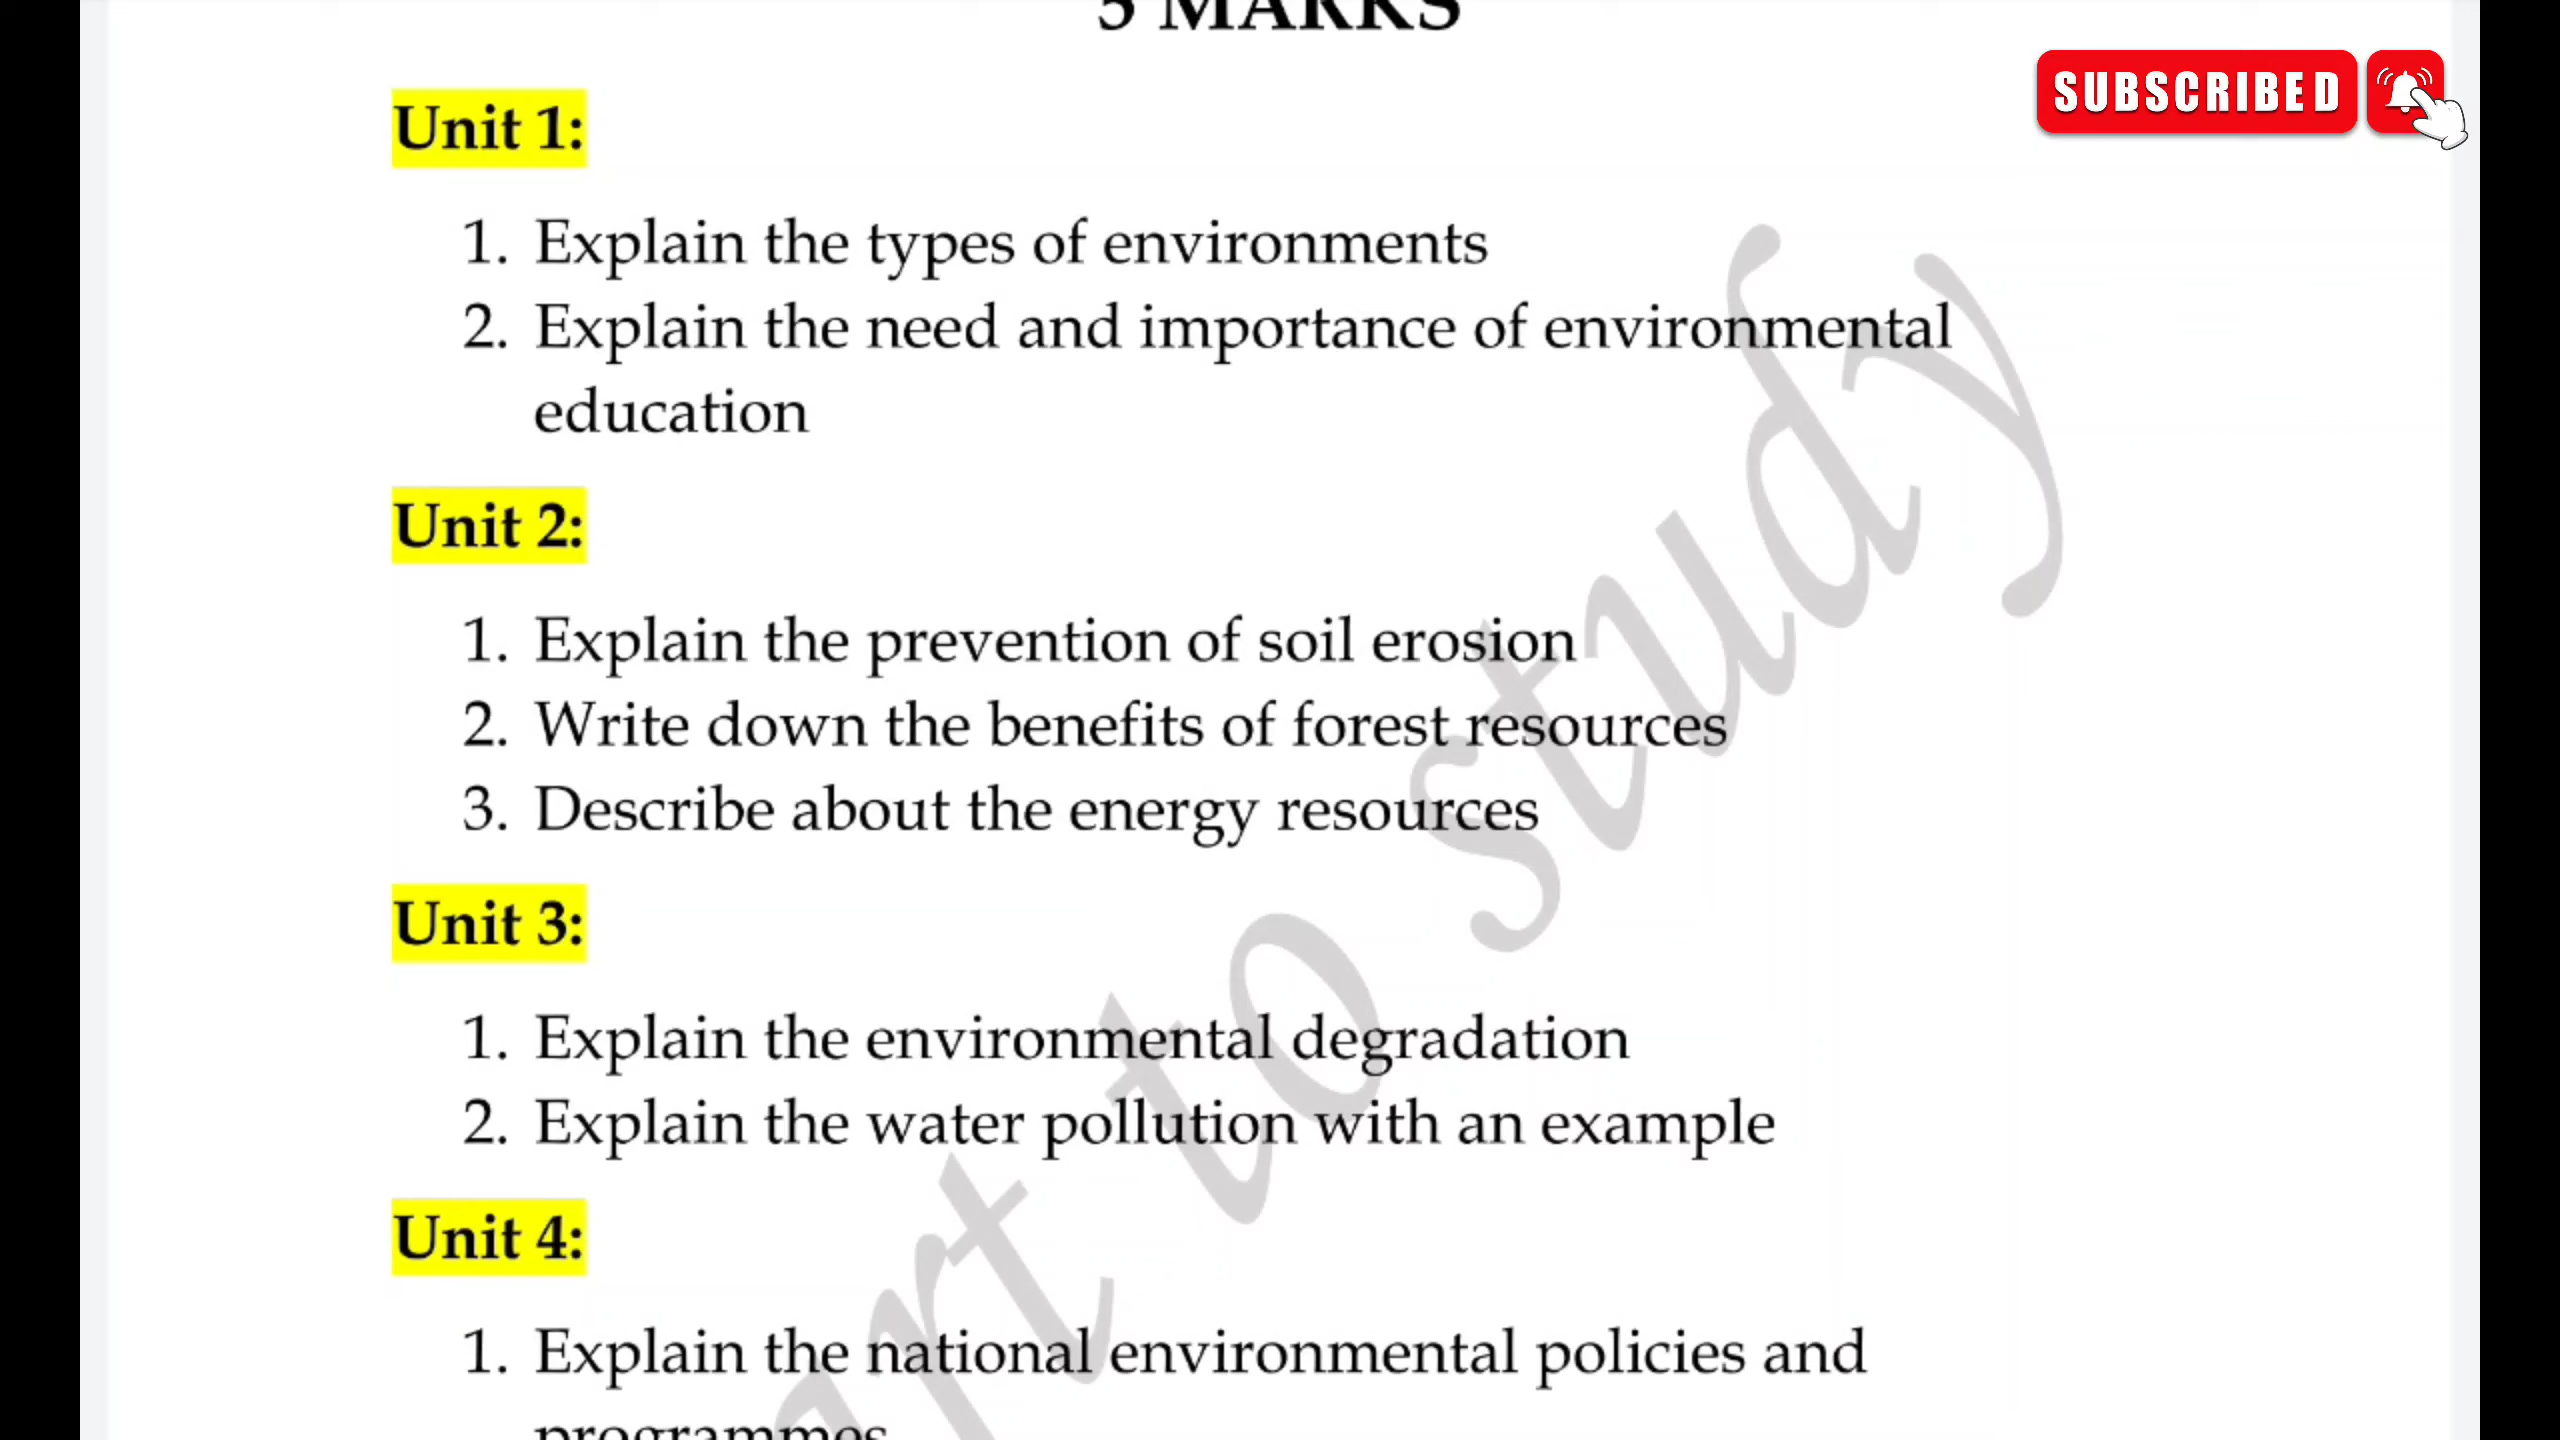 5 MARKS
SUBSCRIBED
Unit 1:
1. Explain the types of environments
2. Explain the need and importance of environmental
education
Unit 2:
1. Explain the prevention of soil erosion
2. Write down the benefits of forest resources
3. Describe about the energy resources
Unit 3:
1. Explain the environmental degradation
2. Explain the water pollution with an example
Unit 4:
1. Explain the national environmental policies and
programmes
to study